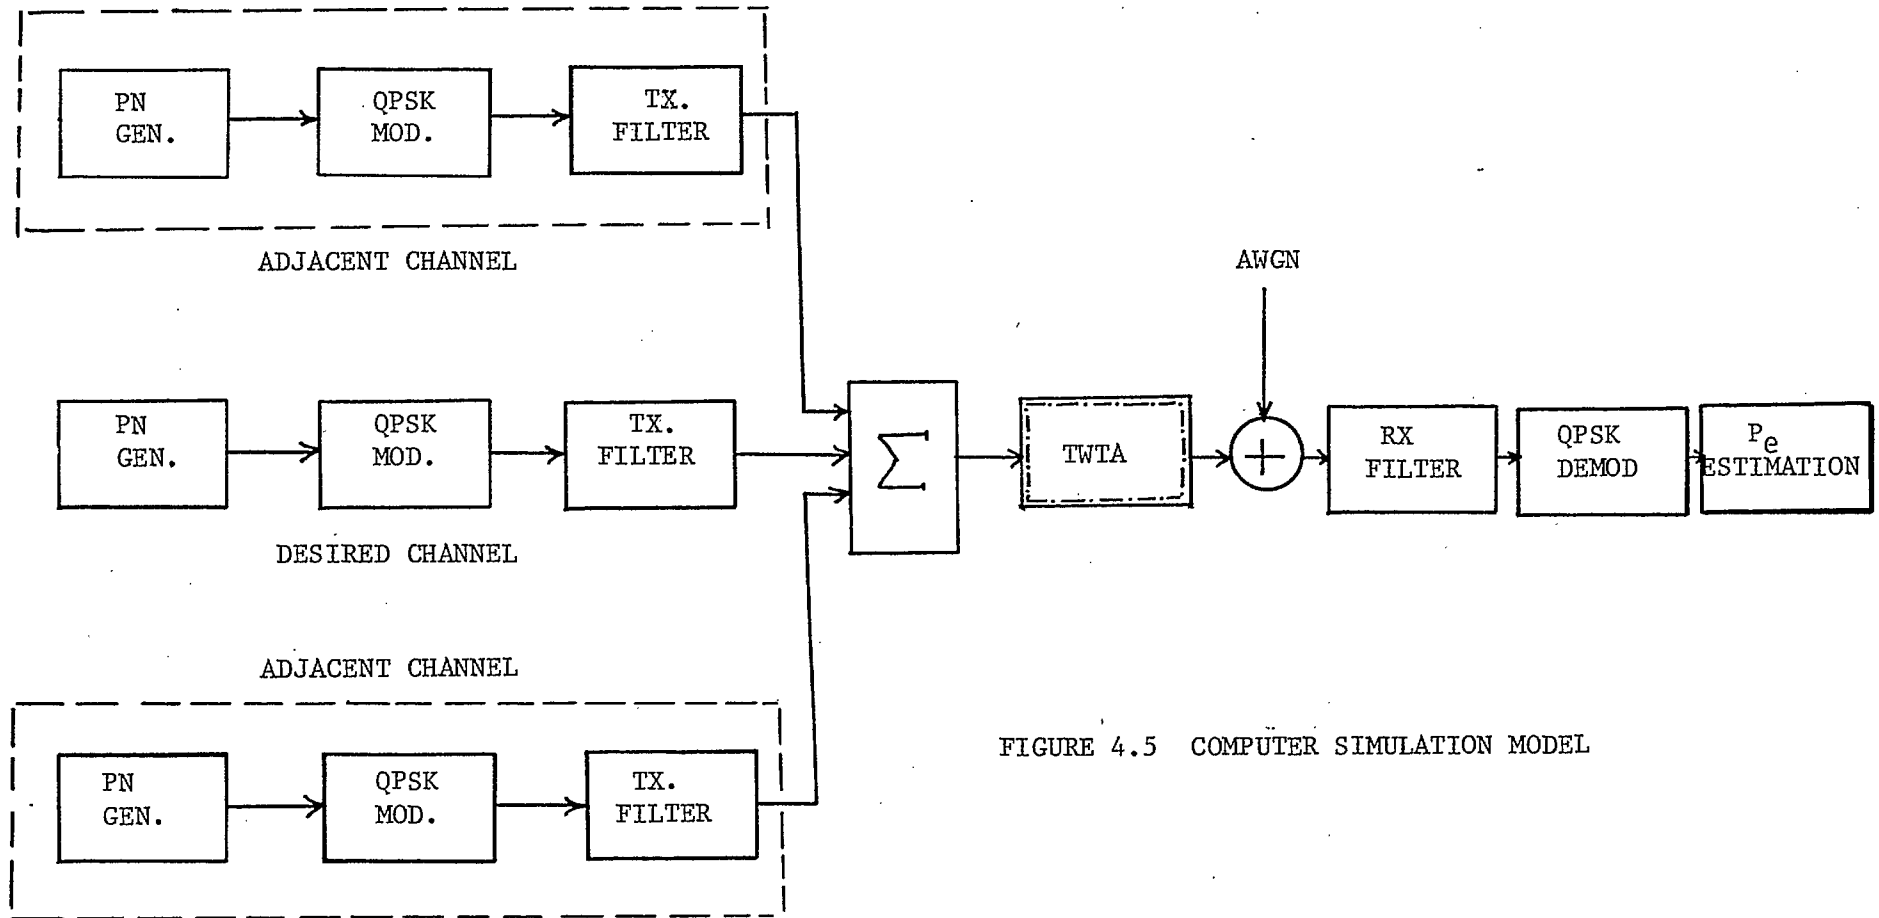 PN
GEN.
QPSK
MOD.
TX.
FILTER
ADJACENT CHANNEL
PN
GEN.
QPSK
MOD.
TX.
FILTER
DESIRED CHANNEL
ADJACENT CHANNEL
PN
GEN.
QPSK
MOD.
TX.
FILTER
Σ
TWTA
AWGN
+
RX
FILTER
QPSK
DEMOD
Pe
ESTIMATION
FIGURE 4.5 COMPUTER SIMULATION MODEL